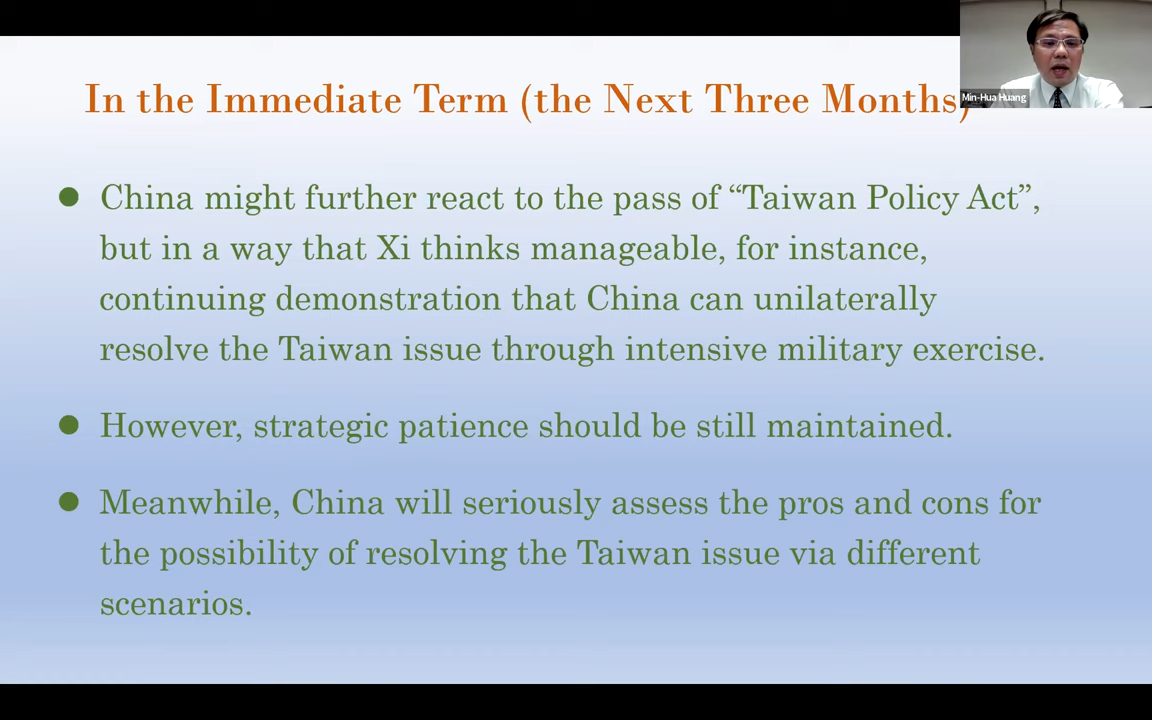 In the Immediate Term (the Next Three Months)
Min-Hua Huang
● China might further react to the pass of “Taiwan Policy Act”,
but in a way that Xi thinks manageable, for instance,
continuing demonstration that China can unilaterally
resolve the Taiwan issue through intensive military exercise.
● However, strategic patience should be still maintained.
● Meanwhile, China will seriously assess the pros and cons for
the possibility of resolving the Taiwan issue via different
scenarios.